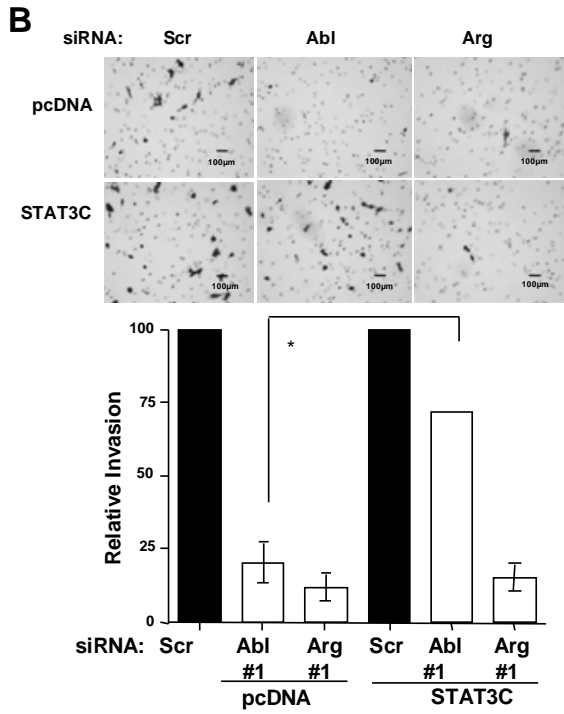 B
siRNA: Scr Abl Arg
pcDNA
100µm 100µm 100µm
STAT3C
100µm 100µm 100µm
100
*
75
50
25
0
Relative Invasion
siRNA: Scr Abl Arg Scr Abl Arg
#1 #1 #1 #1
pcDNA STAT3C